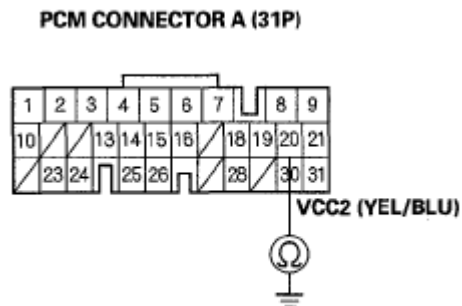 PCM CONNECTOR A (31P)
1 2 3 4 5 6 7 8 9
10 13 14 15 16 18 19 20 21
23 24 25 26 28 30 31
VCC2 (YEL/BLU)
Ω